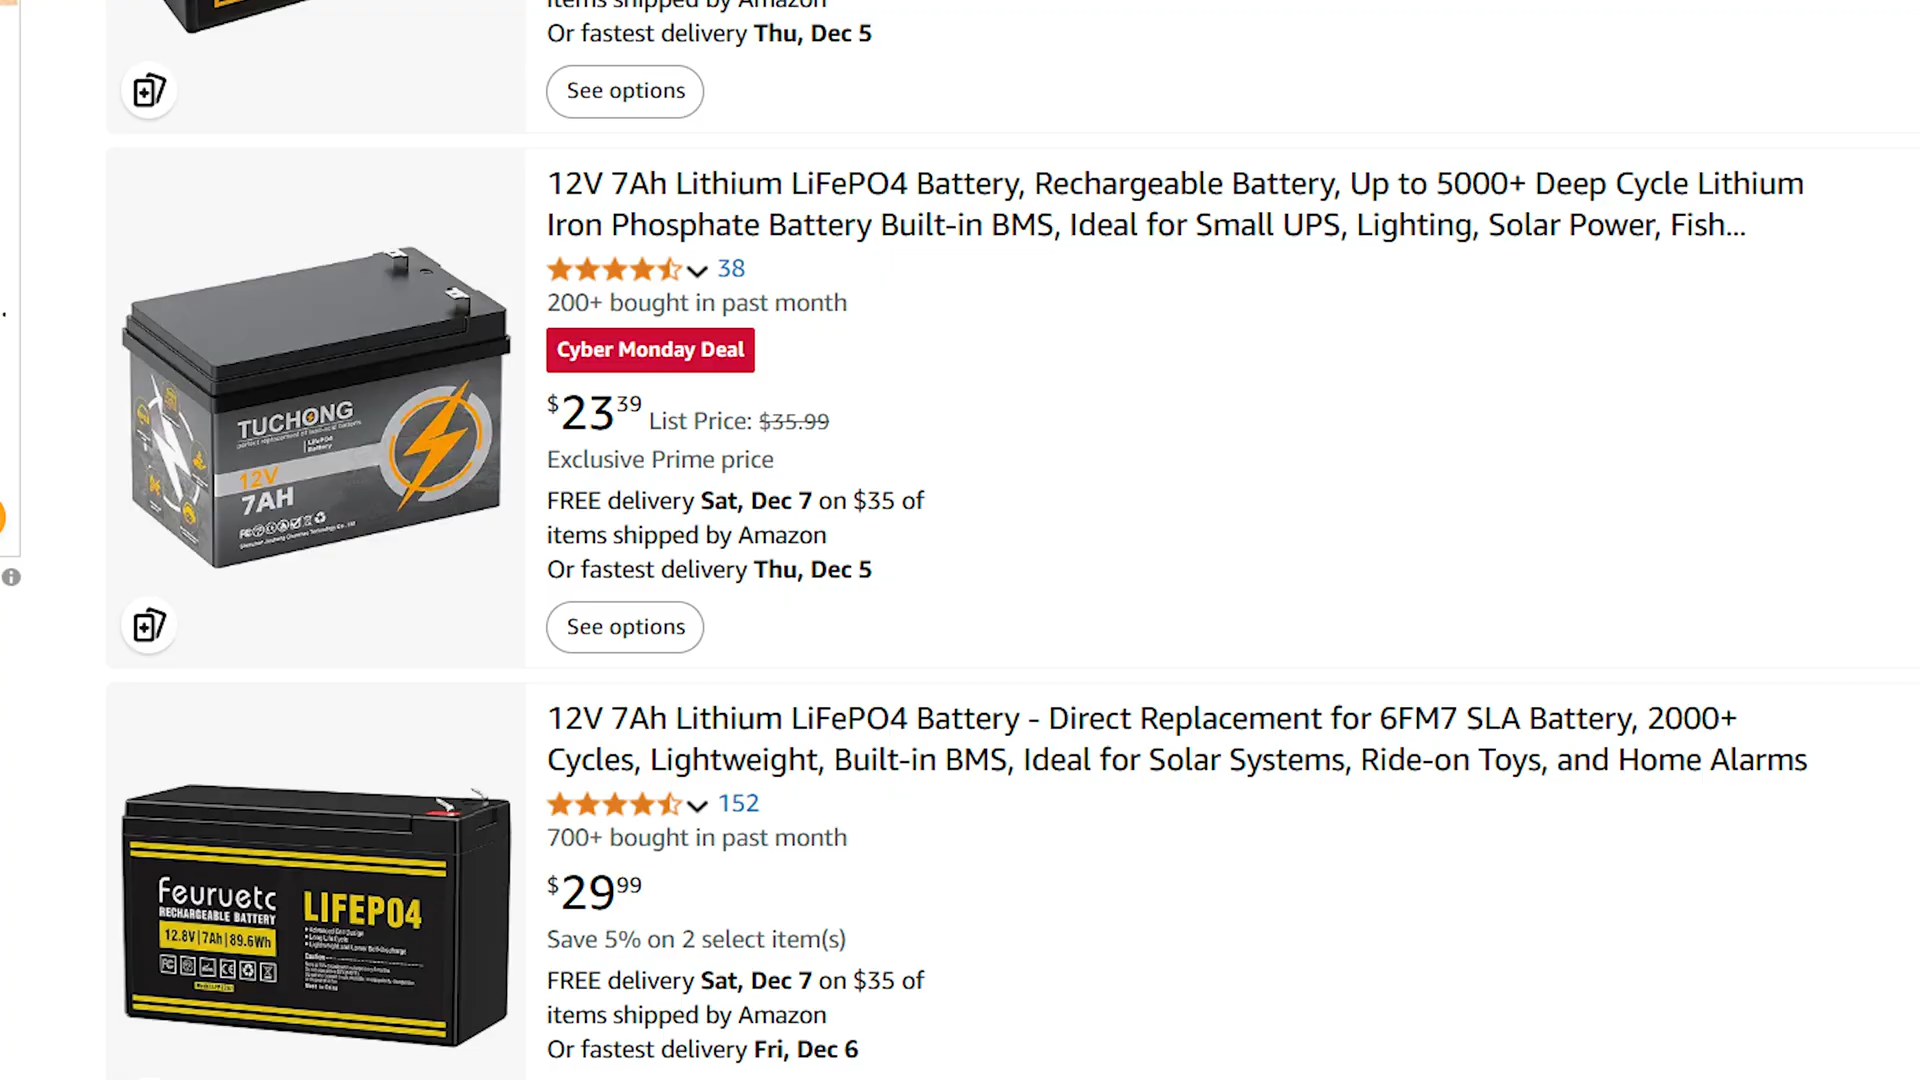 Or fastest delivery Thu, Dec 5
See options
12V 7Ah Lithium LiFePO4 Battery, Rechargeable Battery, Up to 5000+ Deep Cycle Lithium
Iron Phosphate Battery Built-in BMS, Ideal for Small UPS, Lighting, Solar Power, Fish...
38
200+ bought in past month
Cyber Monday Deal
$23.39 List Price: $35.99
Exclusive Prime price
FREE delivery Sat, Dec 7 on $35 of
items shipped by Amazon
Or fastest delivery Thu, Dec 5
See options
TUCHONG
LiFePO4
Battery
12V
7AH
12V 7Ah Lithium LiFePO4 Battery - Direct Replacement for 6FM7 SLA Battery, 2000+
Cycles, Lightweight, Built-in BMS, Ideal for Solar Systems, Ride-on Toys, and Home Alarms
152
700+ bought in past month
$29.99
Save 5% on 2 select item(s)
FREE delivery Sat, Dec 7 on $35 of
items shipped by Amazon
Or fastest delivery Fri, Dec 6
Feuruetc
RECHARGEABLE BATTERY
12.8V|7Ah|89.6Wh
LIFEPO4